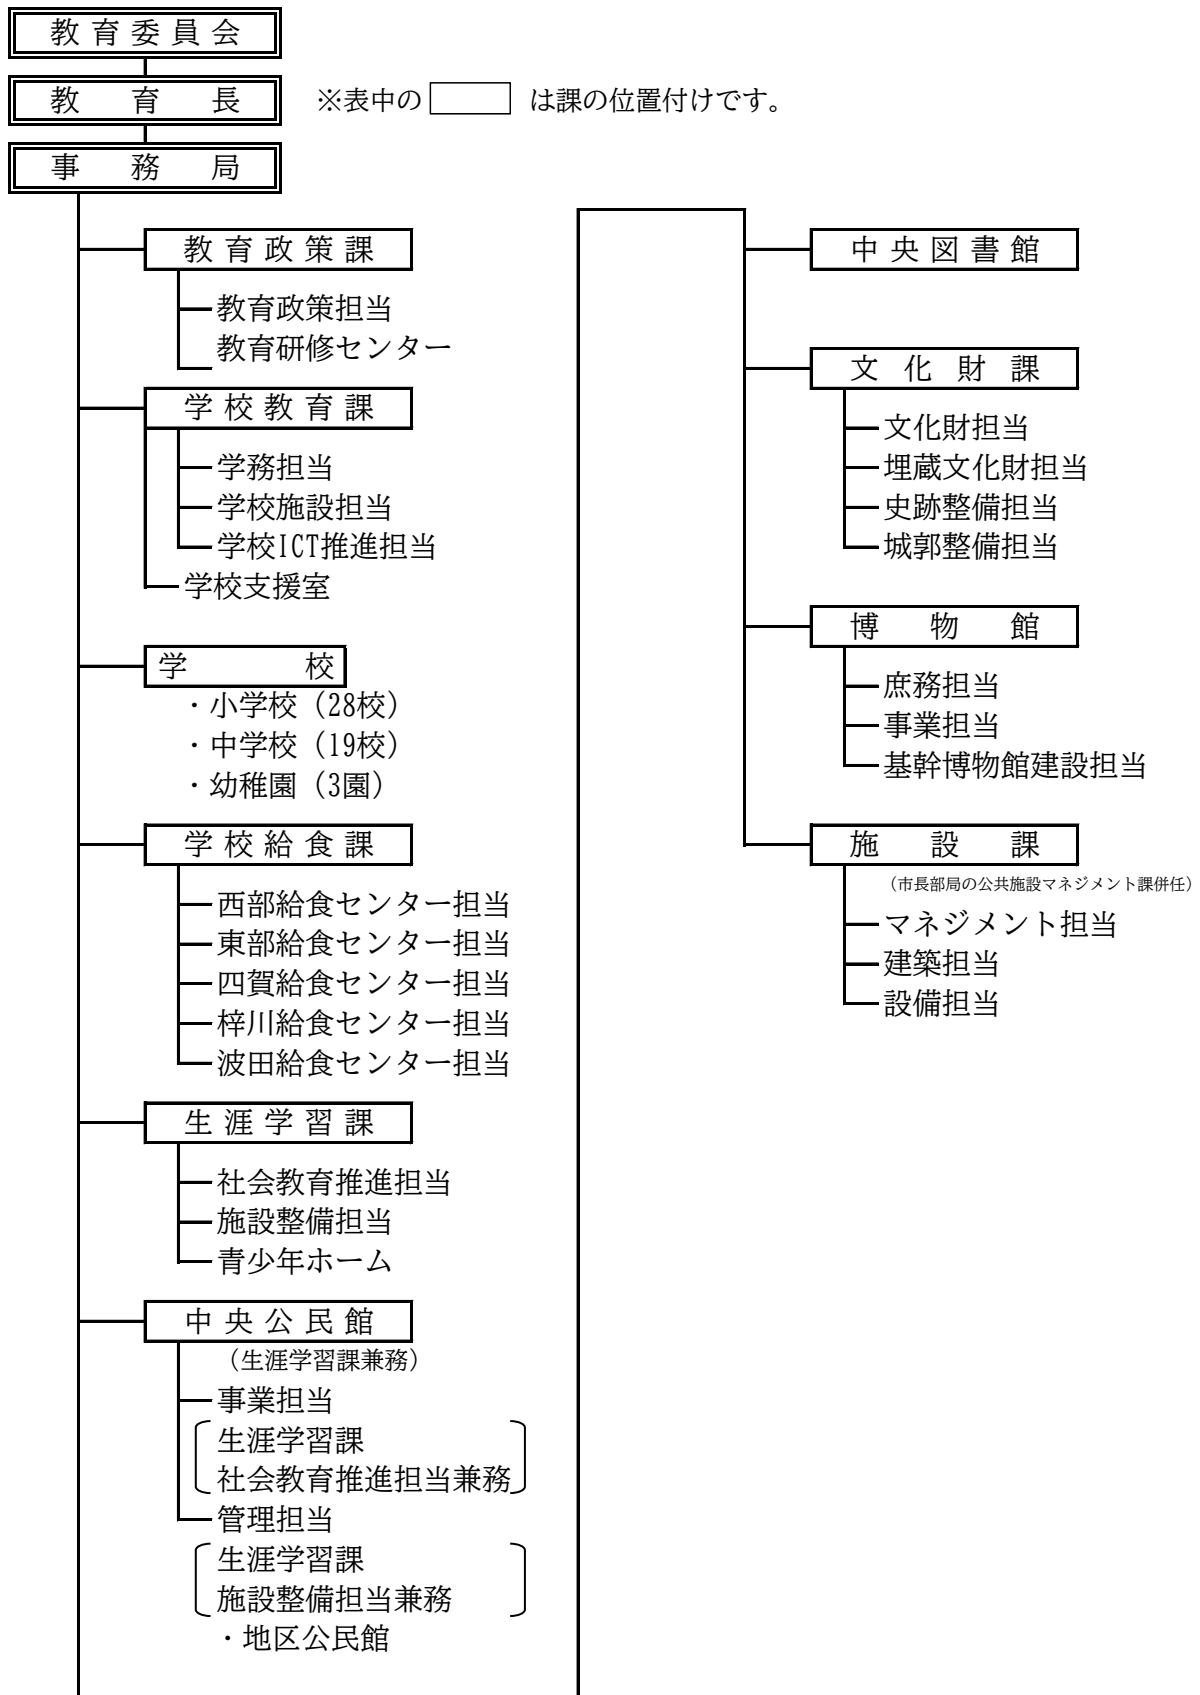 教育委員会
教育長
※表中の は課の位置付けです。
事務局
教育政策課
教育政策担当
教育研修センター
学校教育課
学務担当
学校施設担当
学校ICT推進担当
学校支援室
学校
・小学校（28校）
・中学校（19校）
・幼稚園（3園）
学校給食課
西部給食センター担当
東部給食センター担当
四賀給食センター担当
梓川給食センター担当
波田給食センター担当
生涯学習課
社会教育推進担当
施設整備担当
青少年ホーム
中央公民館
（生涯学習課兼務）
事業担当
生涯学習課
社会教育推進担当兼務
管理担当
生涯学習課
施設整備担当兼務
・地区公民館
中央図書館
文化財課
文化財担当
埋蔵文化財担当
史跡整備担当
城郭整備担当
博物館
庶務担当
事業担当
基幹博物館建設担当
施設課
（市長部局の公共施設マネジメント課併任）
マネジメント担当
建築担当
設備担当